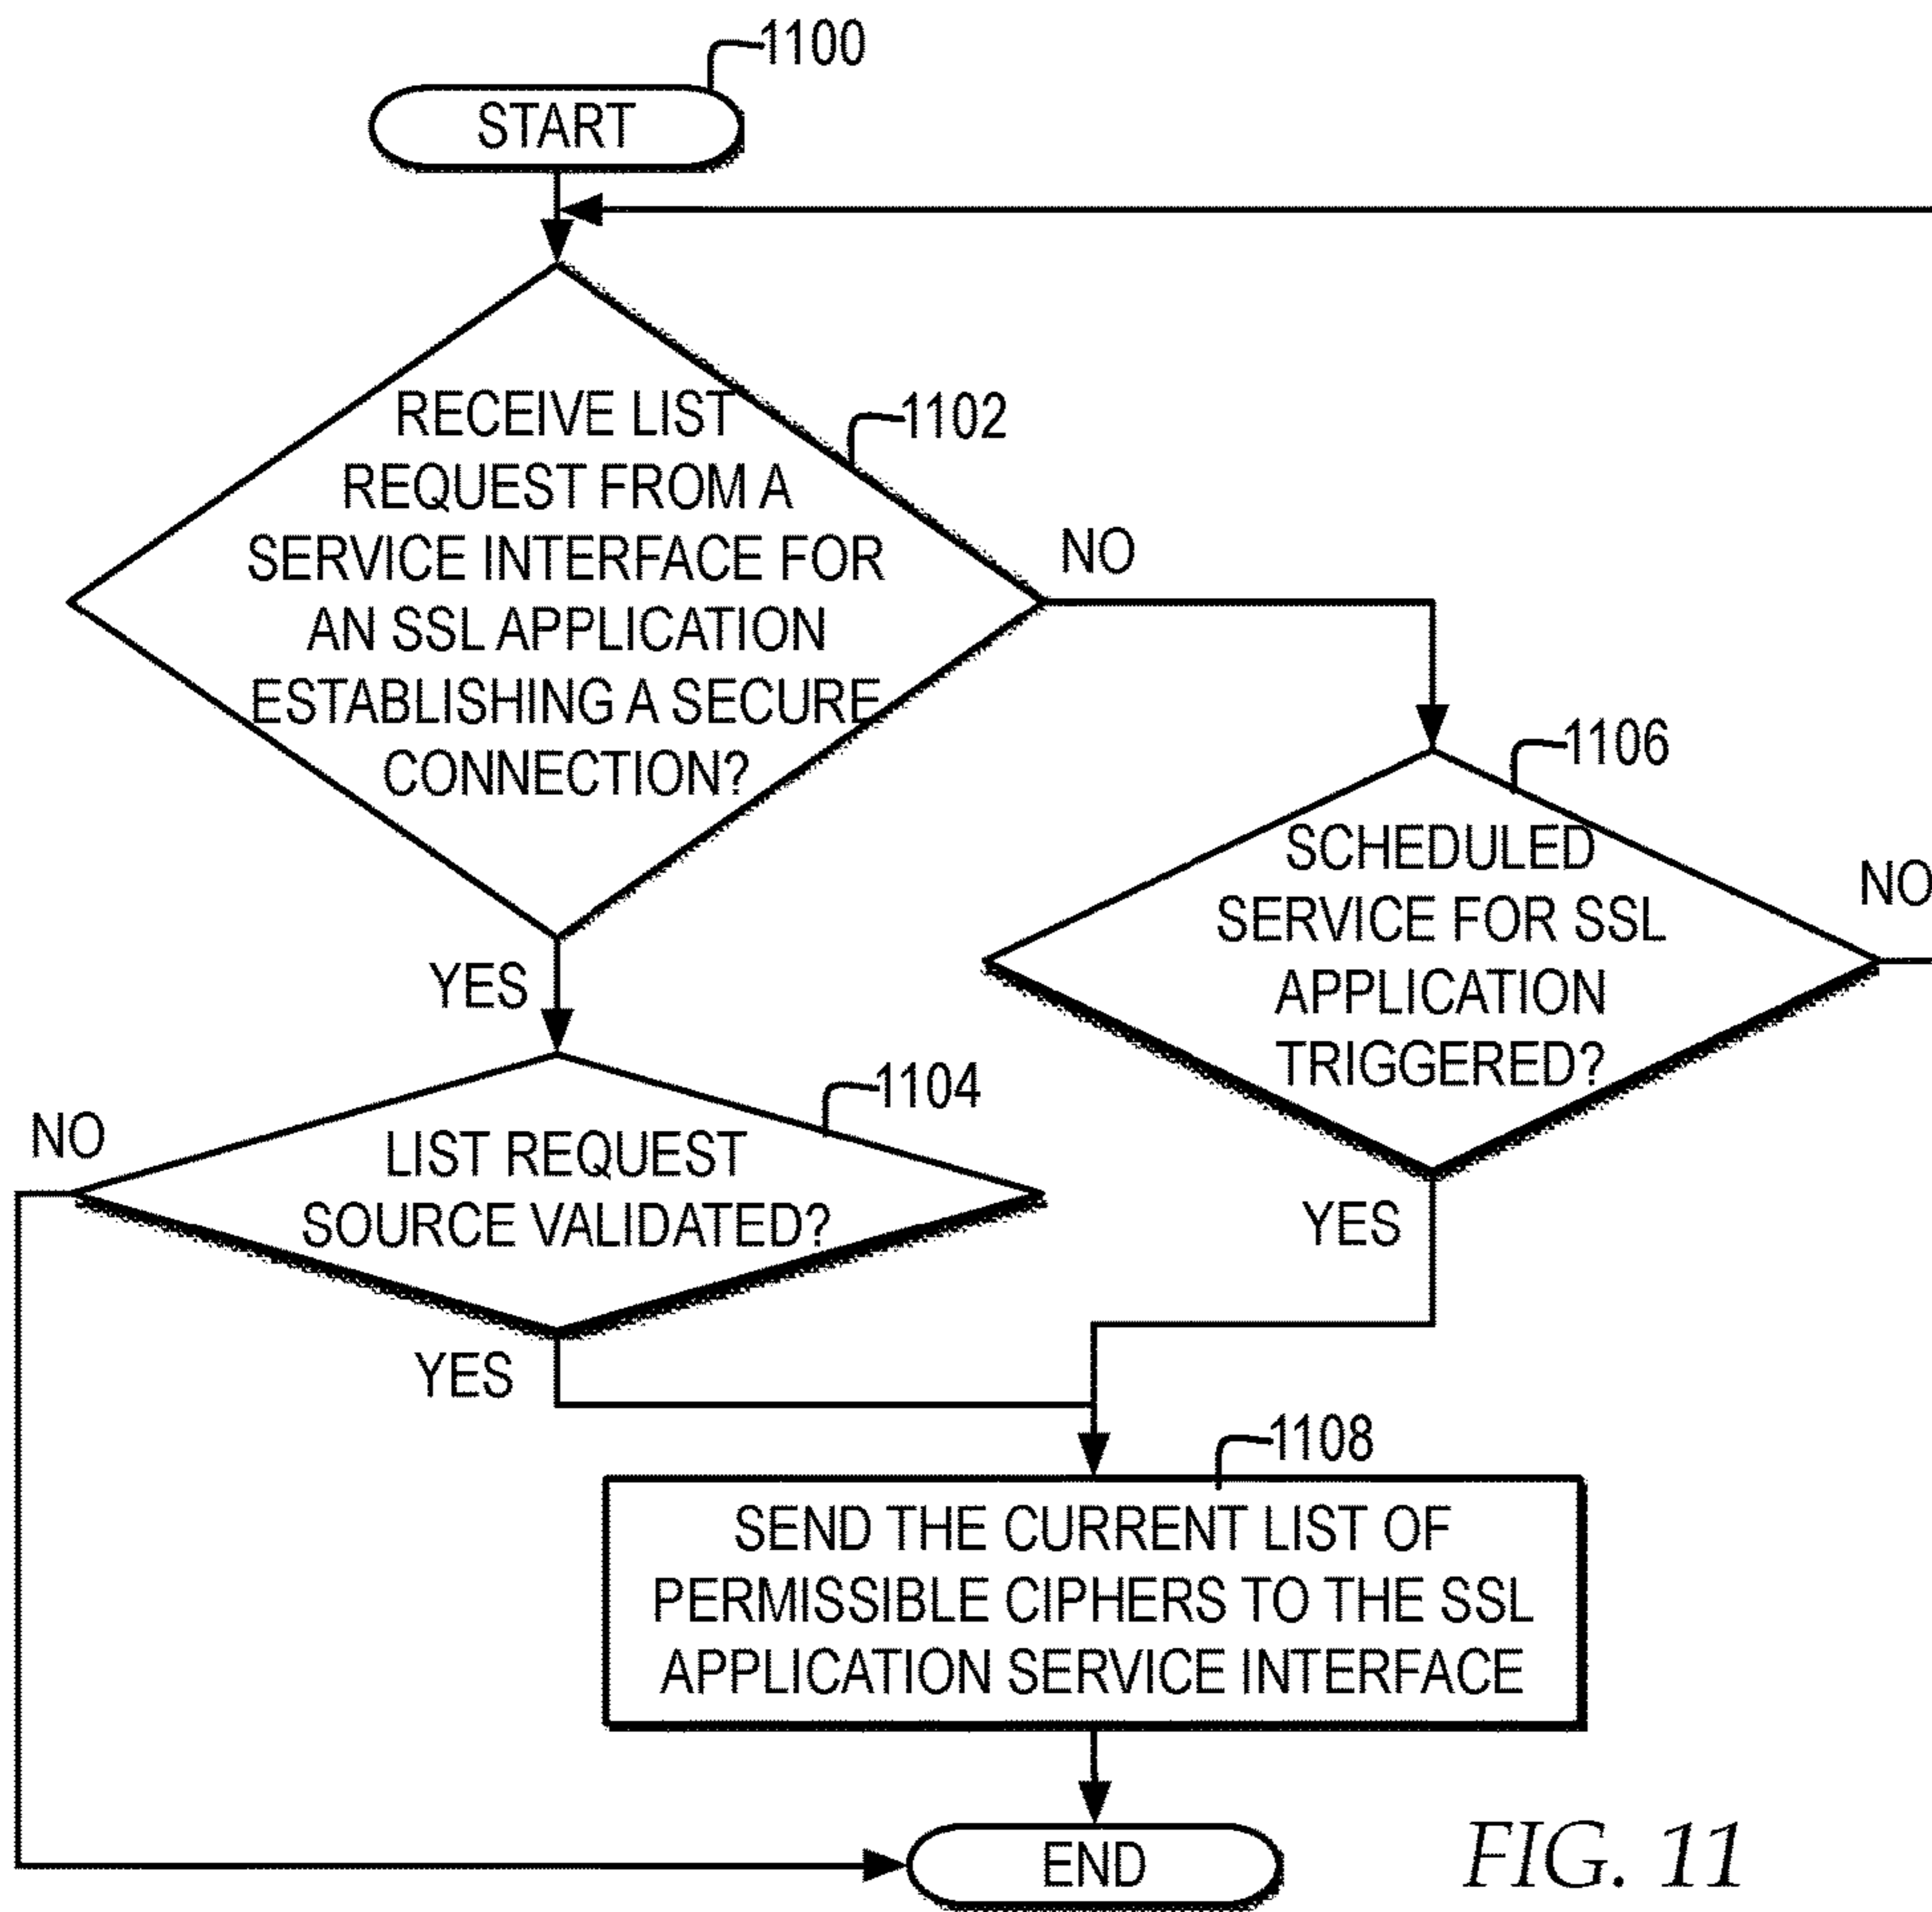 1100
START
RECEIVE LIST
REQUEST FROM A
SERVICE INTERFACE FOR
AN SSL APPLICATION
ESTABLISHING A SECURE
CONNECTION?
1102
NO
YES
1106
SCHEDULED
SERVICE FOR SSL
APPLICATION
TRIGGERED?
NO
YES
1104
LIST REQUEST
SOURCE VALIDATED?
NO
YES
1108
SEND THE CURRENT LIST OF
PERMISSIBLE CIPHERS TO THE SSL
APPLICATION SERVICE INTERFACE
END
FIG. 11